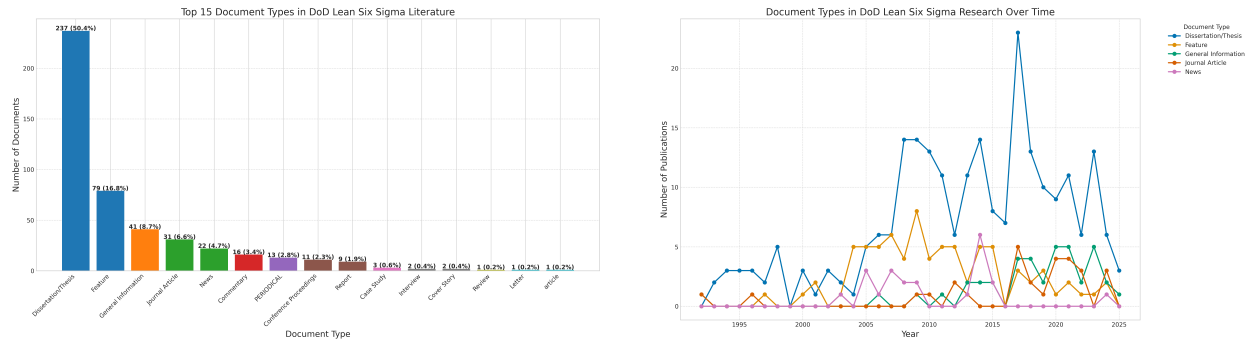 Top 15 Document Types in DoD Lean Six Sigma Literature
Number of Documents
200
150
100
50
0
237 (50.4%)
79 (16.8%)
41 (8.7%)
31 (6.6%)
22 (4.7%)
16 (3.4%)
13 (2.8%)
11 (2.3%)
9 (1.9%)
3 (0.6%)
2 (0.4%)
2 (0.4%)
1 (0.2%)
1 (0.2%)
1 (0.2%)
Dissertation/Thesis
Feature
General Information
Journal Article
News
Commentary
PERIODICAL
Conference Proceedings
Report
Case Study
Interview
Cover Story
Review
Letter
article
Document Type
Document Types in DoD Lean Six Sigma Research Over Time
Number of Publications
20
15
10
5
0
1995
2000
2005
2010
2015
2020
2025
Year
Document Type
Dissertation/Thesis
Feature
General Information
Journal Article
News